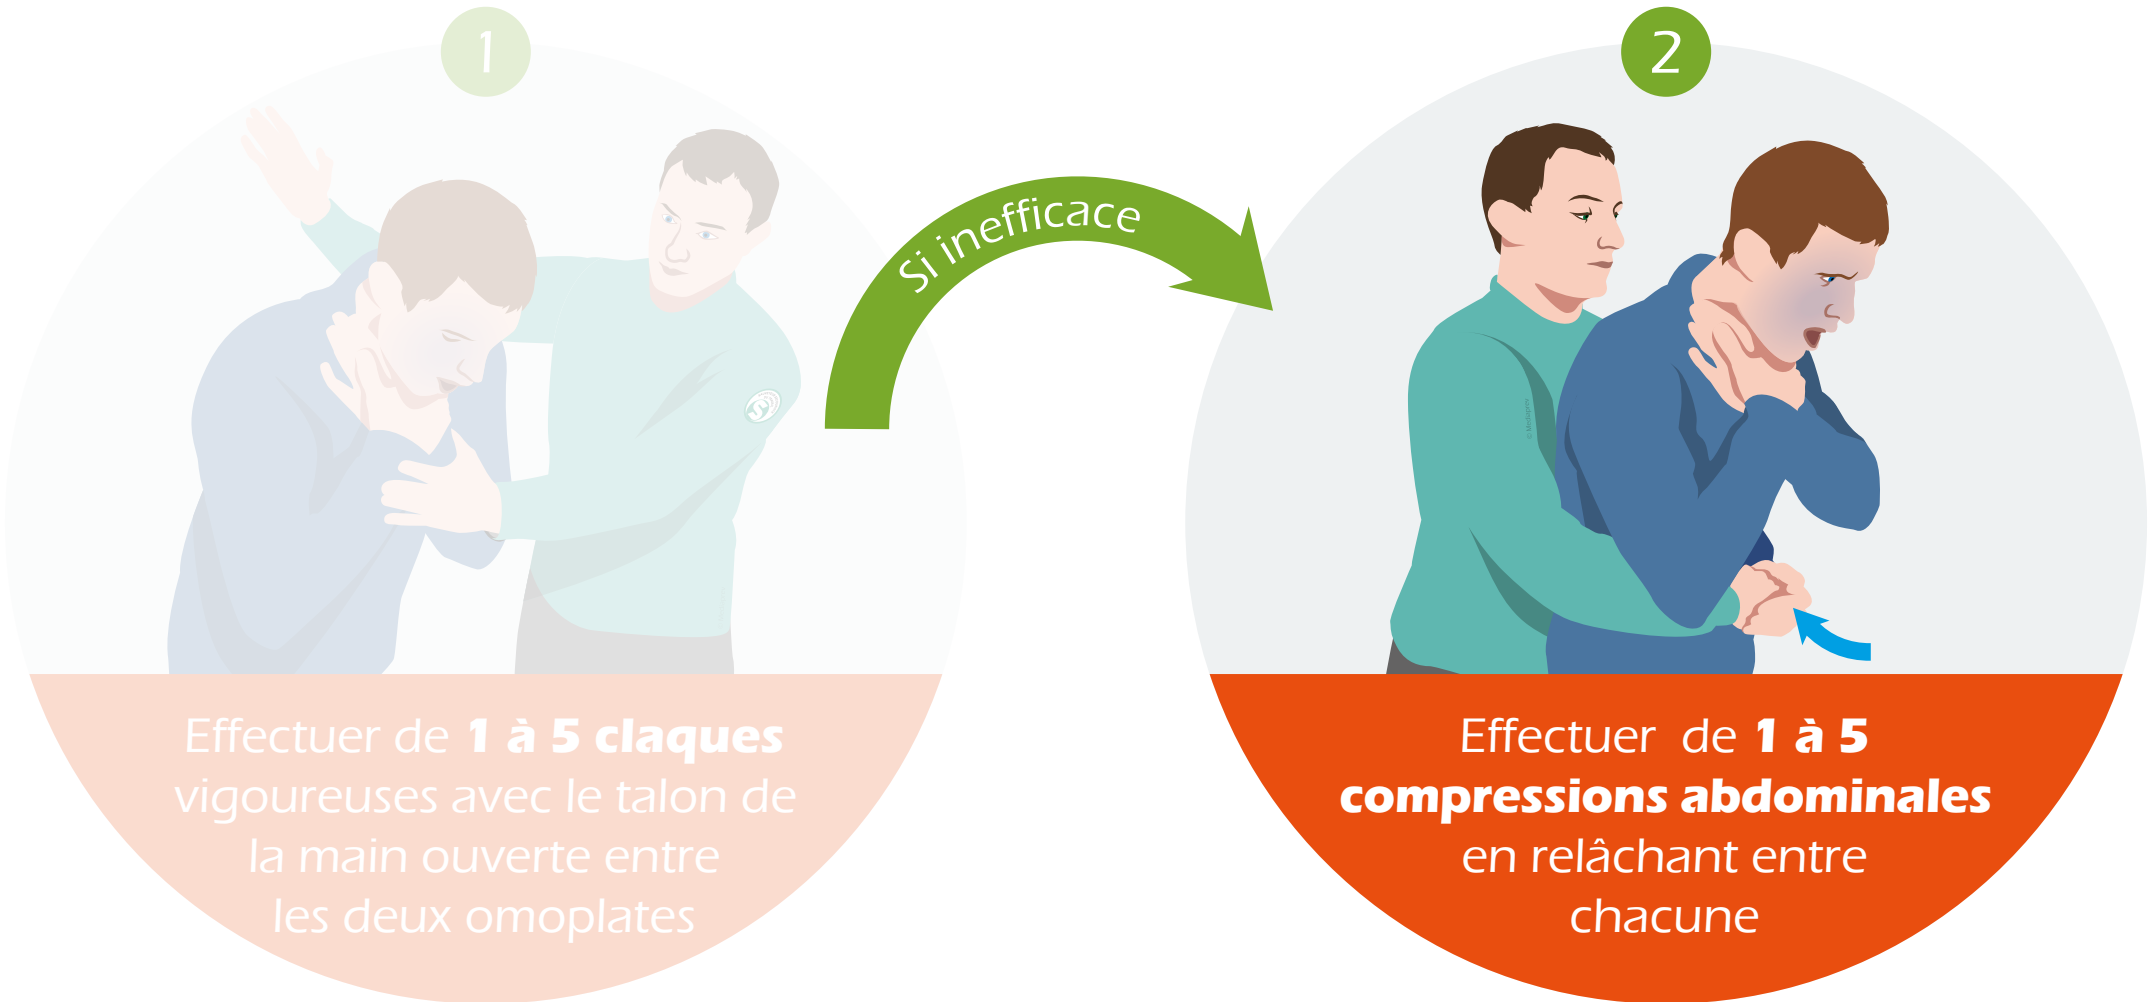 1
Effectuer de 1 à 5 claques
vigoureuses avec le talon de
la main ouverte entre
les deux omoplates
Si inefficace
2
Effectuer de 1 à 5
compressions abdominales
en relâchant entre
chacune